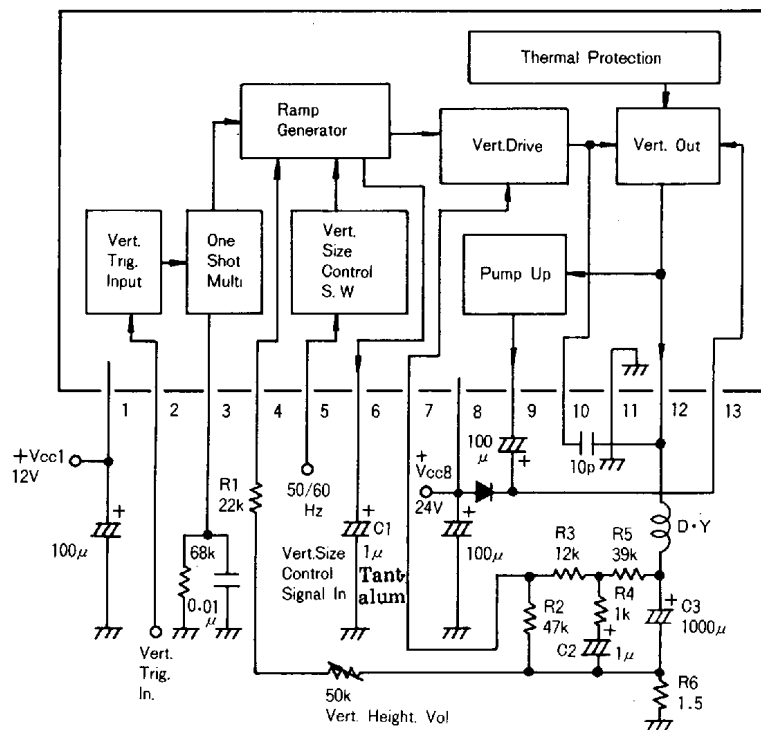 Thermal Protection
Ramp
Generator
Vert.Drive
Vert. Out
Vert.
Trig.
Input
One
Shot
Multi
Vert.
Size
Control
S.W
Pump Up
1
2
3
4
5
6
7
8
9
10
11
12
13
+Vcc1
12V
100μ
+
68k
0.01
μ
Vert.
Trig.
In.
R1
22k
50/60
Hz
Vert.Size
Control
Signal In
+
C1
1μ
Tant-
alum
50k
Vert. Height. Vol
+
Vcc8
24V
+
100μ
100
μ
+
10p
D·Y
R3
12k
R5
39k
R2
47k
R4
1k
C2
+
1μ
+
C3
1000μ
R6
1.5